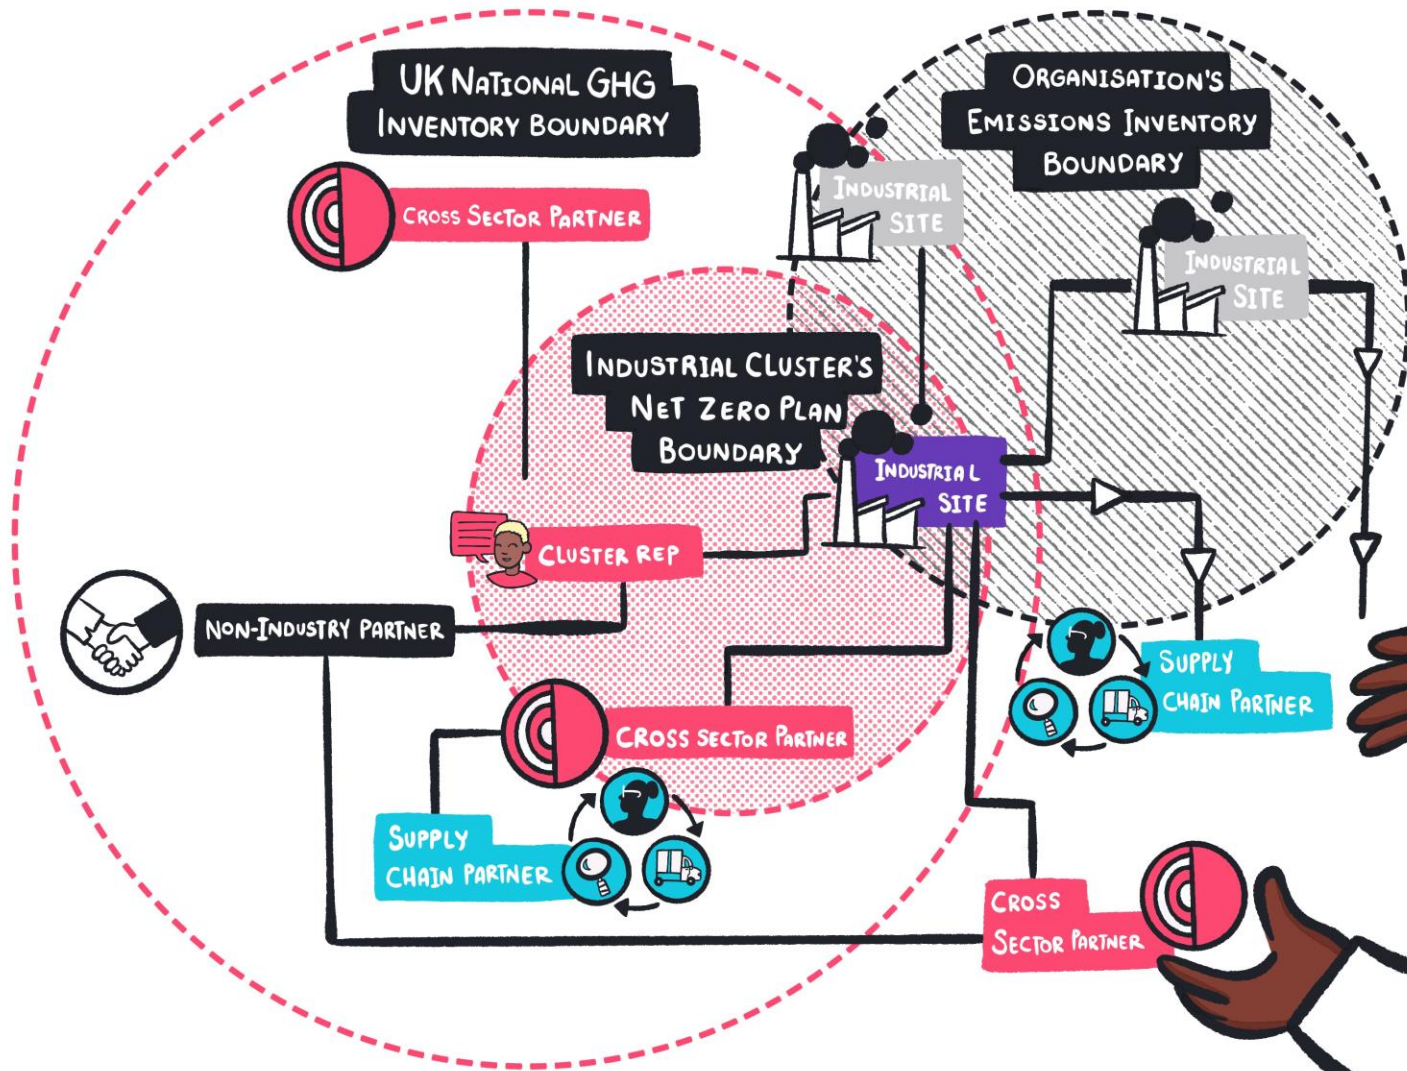 UK NATIONAL GHG
INVENTORY BOUNDARY
ORGANISATION'S
EMISSIONS INVENTORY
BOUNDARY
CROSS SECTOR PARTNER
INDUSTRIAL
SITE
INDUSTRIAL
SITE
INDUSTRIAL CLUSTER'S
NET ZERO PLAN
BOUNDARY
INDUSTRIAL
SITE
CLUSTER REP
NON-INDUSTRY PARTNER
SUPPLY
CHAIN PARTNER
CROSS SECTOR PARTNER
SUPPLY
CHAIN PARTNER
CROSS
SECTOR PARTNER